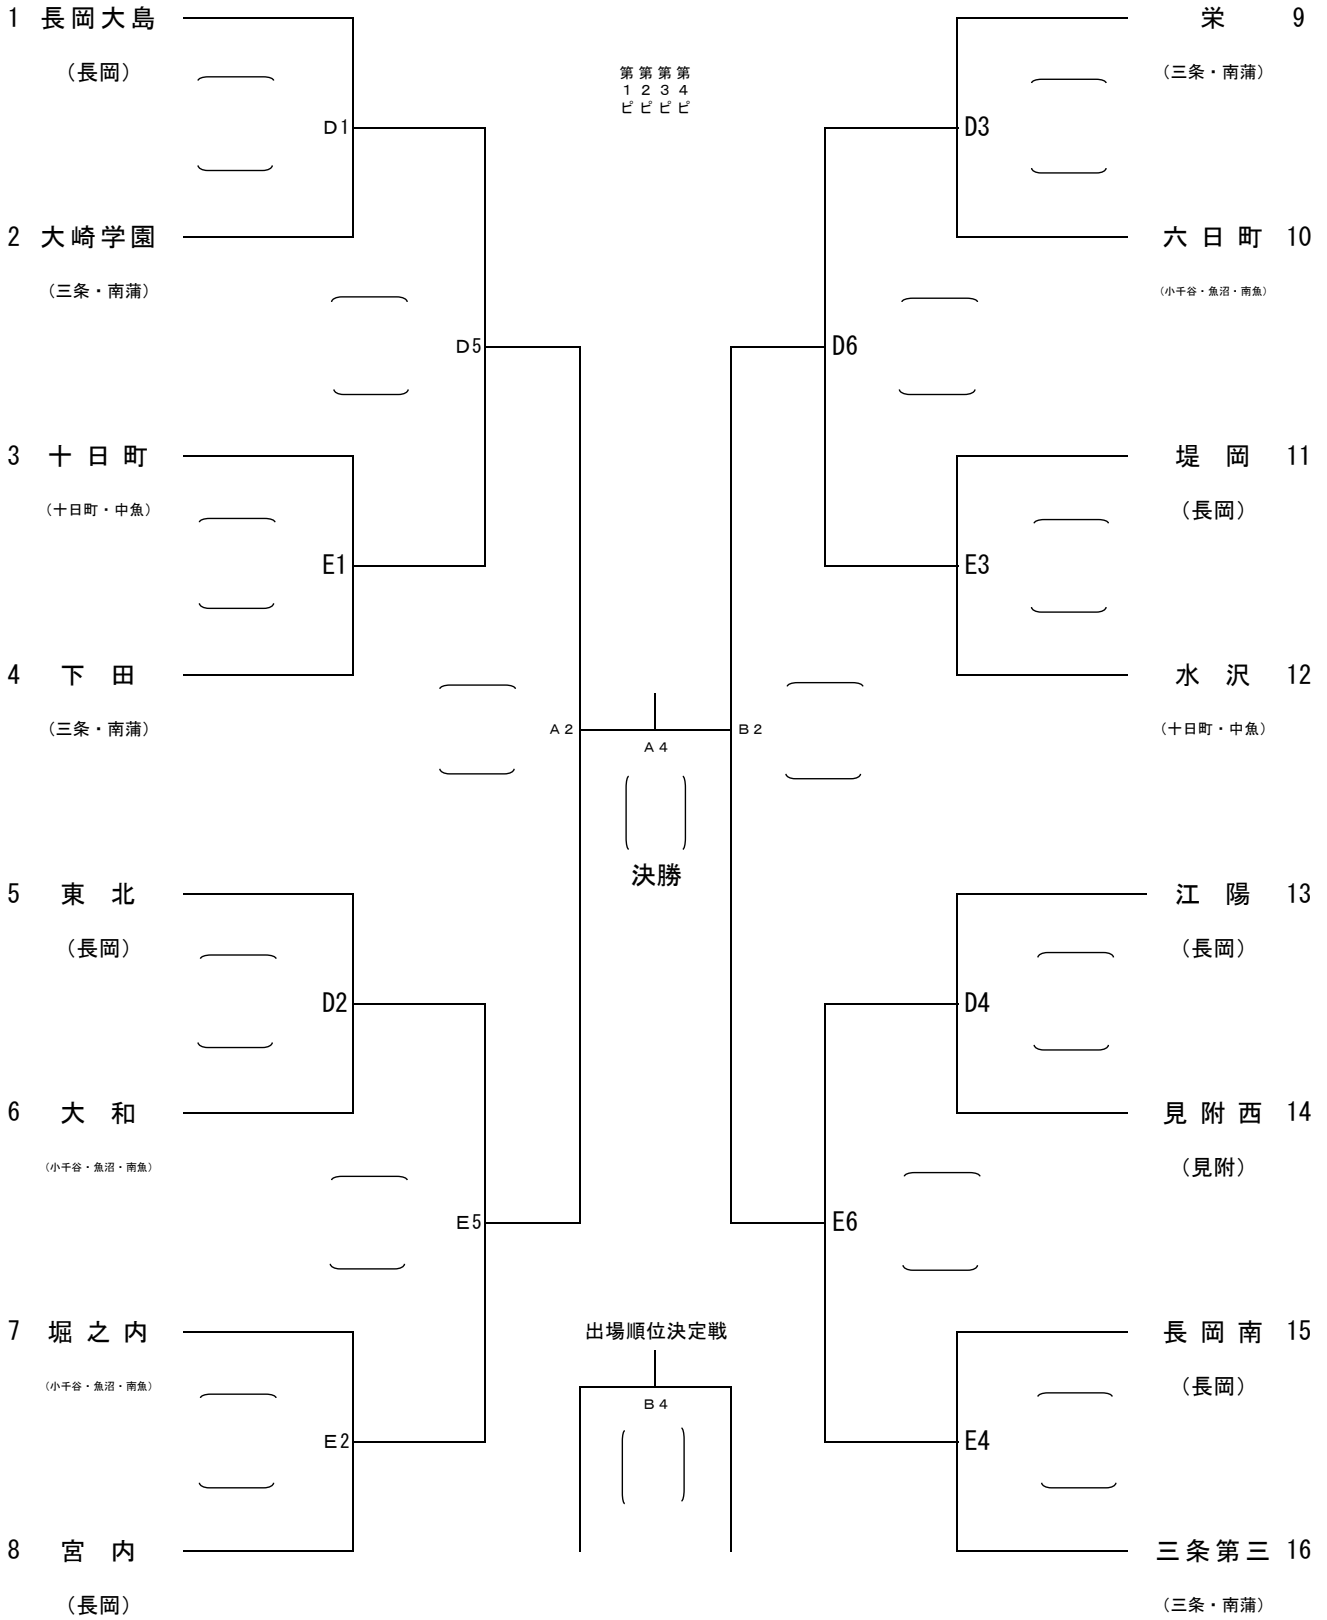 1 長岡大島
（長岡）
D1
2 大崎学園
（三条・南蒲）
D5
3 十日町
（十日町・中魚）
E1
4 下田
（三条・南蒲）
A2
5 東北
（長岡）
D2
6 大和
（小千谷・魚沼・南魚）
E5
7 堀之内
（小千谷・魚沼・南魚）
E2
8 宮内
（長岡）
第1ピ
第2ピ
第3ピ
第4ピ
A4
決勝
出場順位決定戦
B4
栄 9
（三条・南蒲）
D3
六日町 10
（小千谷・魚沼・南魚）
D6
堤岡 11
（長岡）
E3
水沢 12
（十日町・中魚）
B2
江陽 13
（長岡）
D4
見附西 14
（見附）
E6
長岡南 15
（長岡）
E4
三条第三 16
（三条・南蒲）